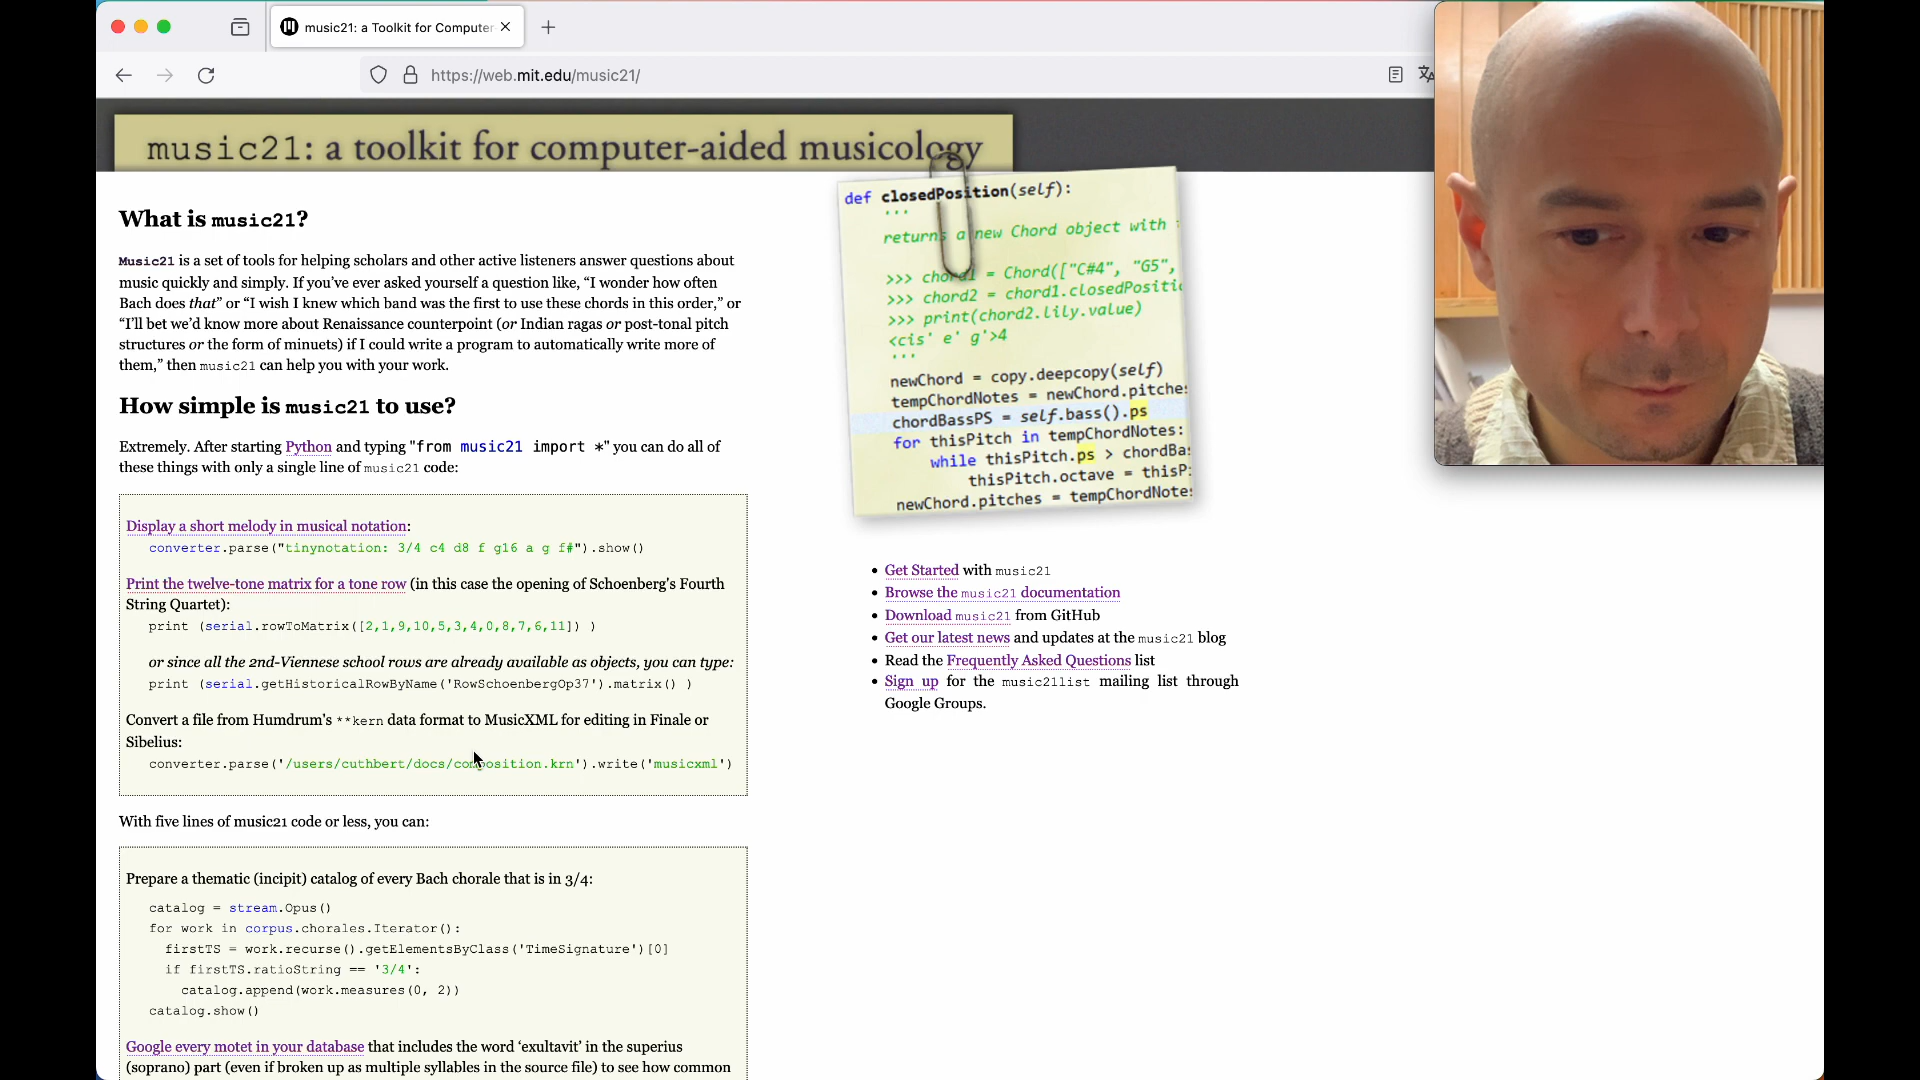 music21: a Toolkit for Computer
https://web.mit.edu/music21/
music21: a toolkit for computer-aided musicology
What is music21?
Music21 is a set of tools for helping scholars and other active listeners answer questions about
music quickly and simply. If you’ve ever asked yourself a question like, “I wonder how often
Bach does that” or “I wish I knew which band was the first to use these chords in this order,” or
“I’ll bet we’d know more about Renaissance counterpoint (or Indian ragas or post-tonal pitch
structures or the form of minuets) if I could write a program to automatically write more of
them,” then music21 can help you with your work.
How simple is music21 to use?
Extremely. After starting Python and typing "from music21 import *" you can do all of
these things with only a single line of music21 code:
Display a short melody in musical notation:
converter.parse("tinynotation: 3/4 c4 d8 f g16 a g f#").show()
Print the twelve-tone matrix for a tone row (in this case the opening of Schoenberg's Fourth
String Quartet):
print (serial.rowToMatrix([2,1,9,10,5,3,4,0,8,7,6,11]) )
or since all the 2nd-Viennese school rows are already available as objects, you can type:
print (serial.getHistoricalRowByName('RowSchoenbergOp37').matrix() )
Convert a file from Humdrum's **kern data format to MusicXML for editing in Finale or
Sibelius:
converter.parse('/users/cuthbert/docs/composition.krn').write('musicxml')
With five lines of music21 code or less, you can:
Prepare a thematic (incipit) catalog of every Bach chorale that is in 3/4:
catalog = stream.Opus()
for work in corpus.chorales.Iterator():
firstTS = work.recurse().getElementsByClass('TimeSignature')[0]
if firstTS.ratioString == '3/4':
catalog.append(work.measures(0, 2))
catalog.show()
Google every motet in your database that includes the word ‘exultavit’ in the superius
(soprano) part (even if broken up as multiple syllables in the source file) to see how common
def closedPosition(self):
'''
returns a new Chord object with
>>> chord1 = Chord(["C#4", "G5",
>>> chord2 = chord1.closedPositi
>>> print(chord2.lily.value)
<cis' e' g'>4
'''
newChord = copy.deepcopy(self)
tempChordNotes = newChord.pitches
chordBassPS = self.bass().ps
for thisPitch in tempChordNotes:
while thisPitch.ps > chordBas
thisPitch.octave = thisP
newChord.pitches = tempChordNotes
• Get Started with music21
• Browse the music21 documentation
• Download music21 from GitHub
• Get our latest news and updates at the music21 blog
• Read the Frequently Asked Questions list
• Sign up for the music21list mailing list through
Google Groups.